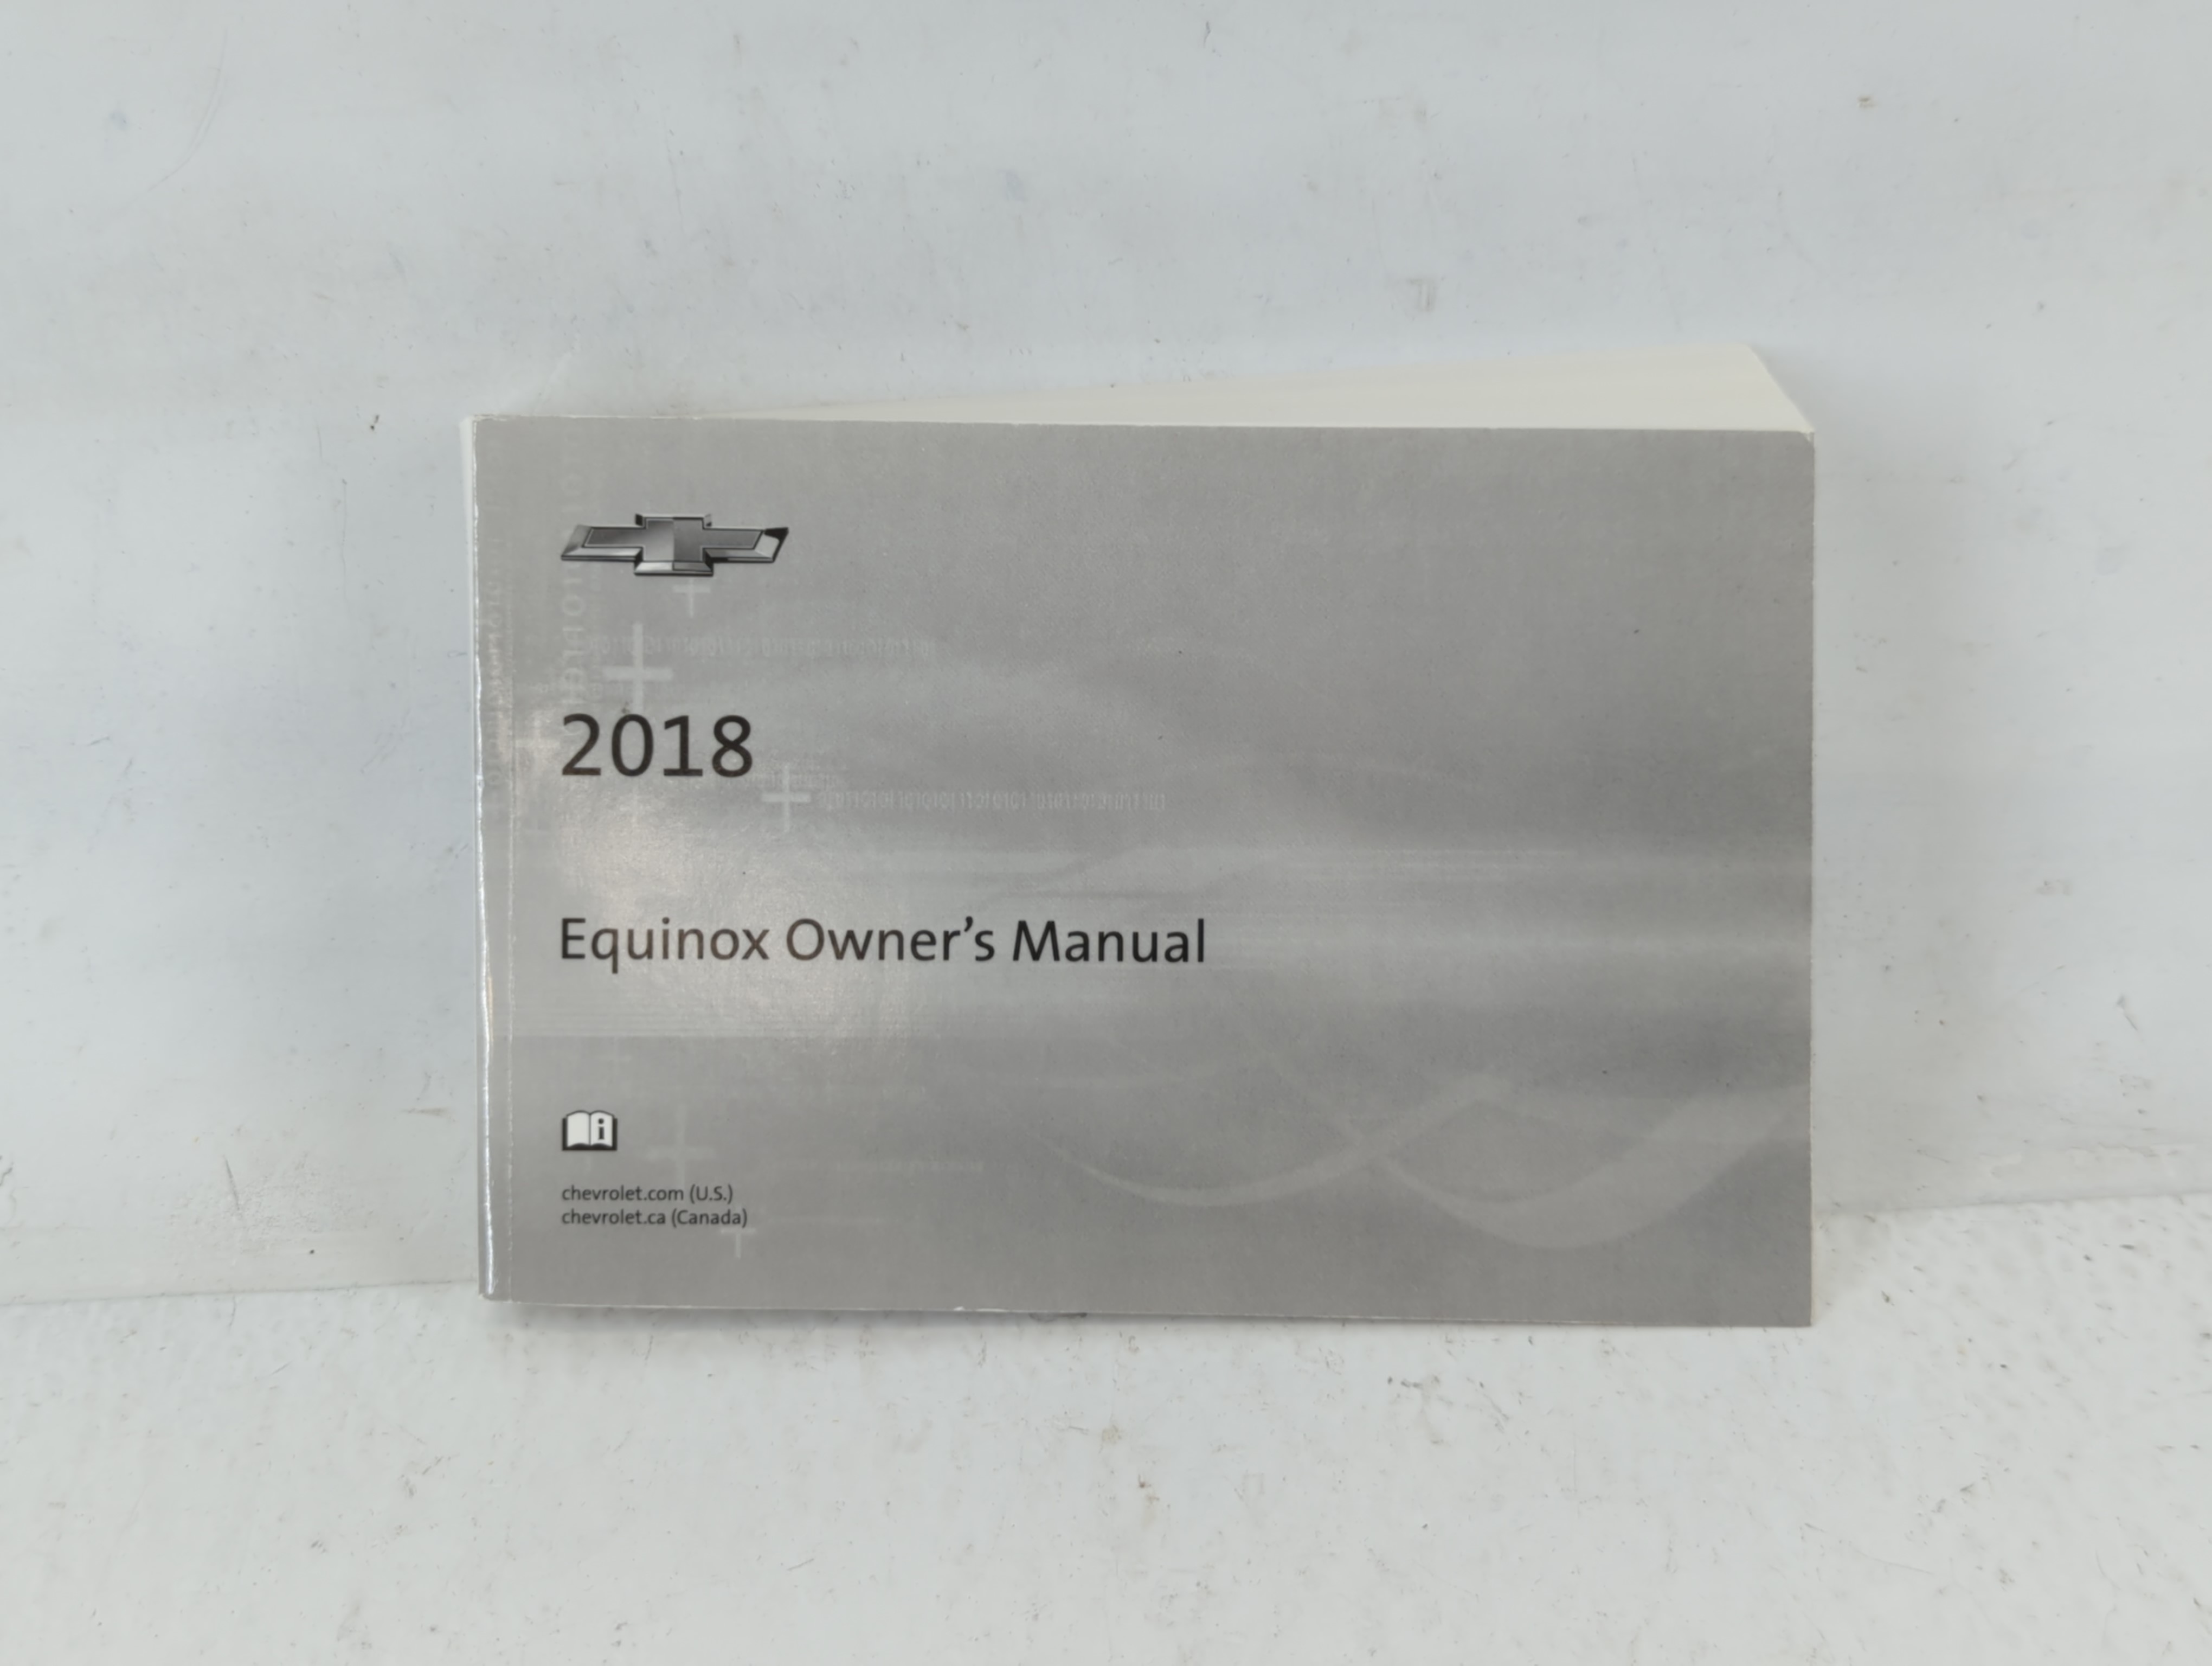 2018
Equinox Owner's Manual
i
chevrolet.com (U.S.)
chevrolet.ca (Canada)